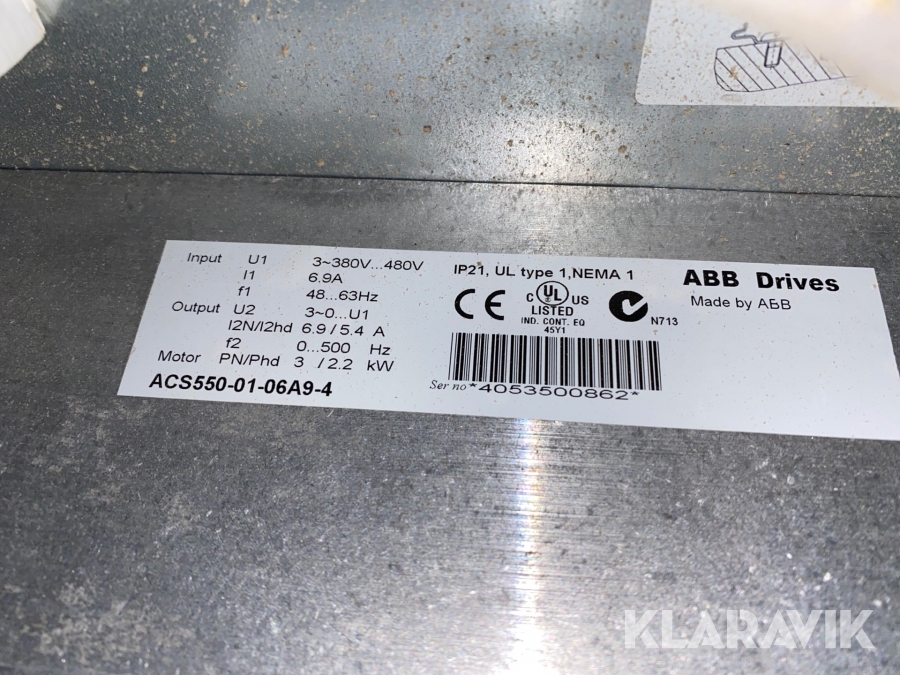 Input U1 3~380V...480V
I1 6.9A
f1 48...63Hz
Output U2 3~0...U1
I2N/I2hd 6.9/5.4 A
f2 0...500 Hz
Motor PN/Phd 3 /2.2 kW
ACS550-01-06A9-4
IP21, UL type 1,NEMA 1
CE
C UL US
LISTED
IND. CONT. EQ
45Y1
N713
Ser no *4053500862*
ABB Drives
Made by ABB
KLARAVIK